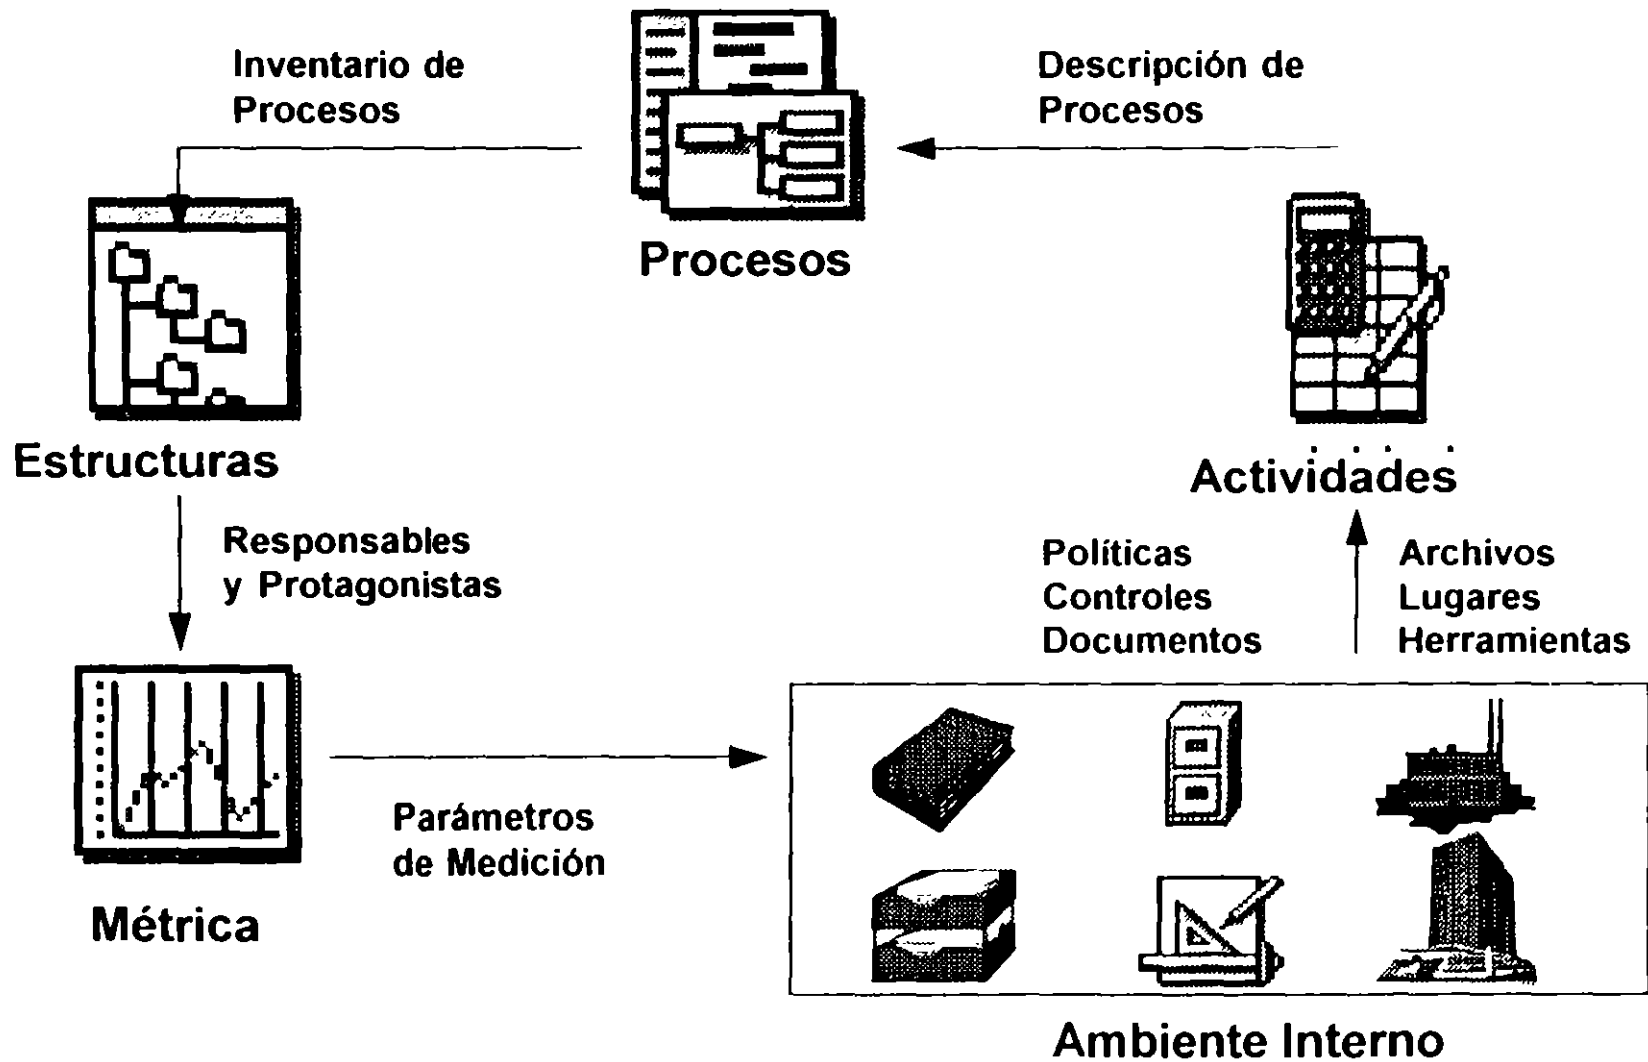 Inventario de
Procesos
Descripción de
Procesos
Procesos
Estructuras
Actividades
Responsables
y Protagonistas
Políticas
Controles
Documentos
Archivos
Lugares
Herramientas
Parámetros
de Medición
Métrica
Ambiente Interno